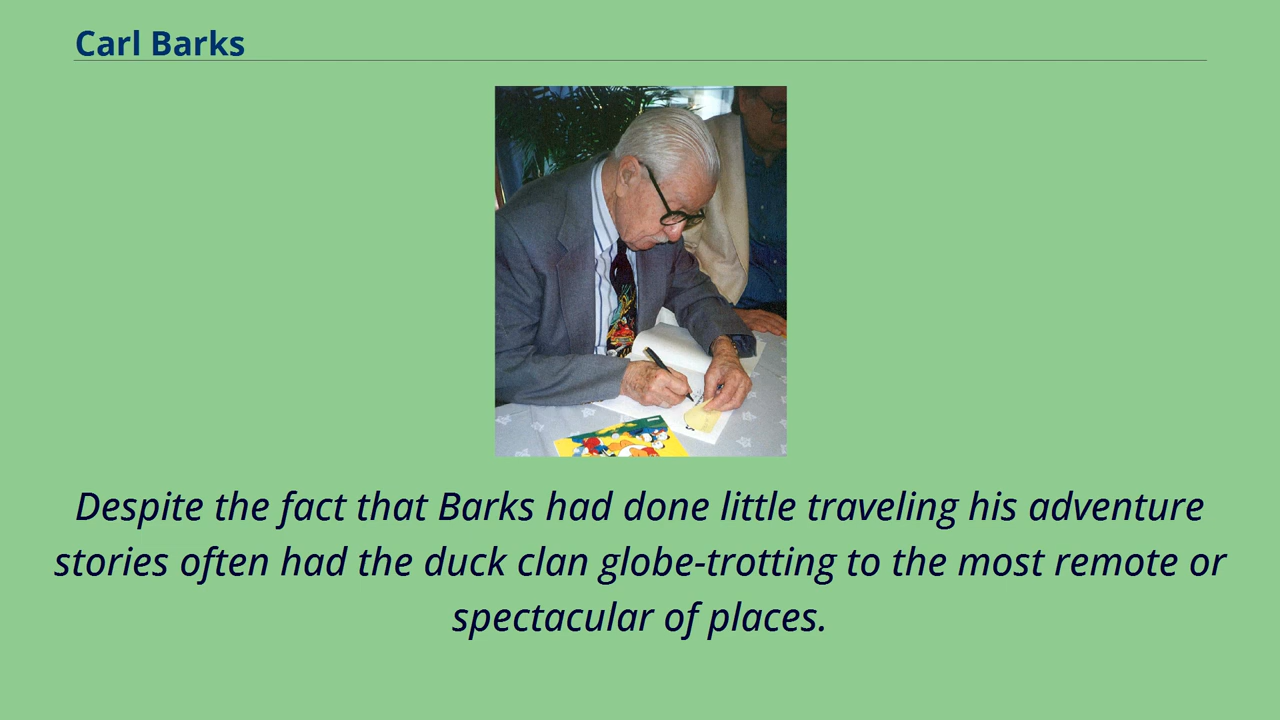 Carl Barks
Despite the fact that Barks had done little traveling his adventure
stories often had the duck clan globe-trotting to the most remote or
spectacular of places.